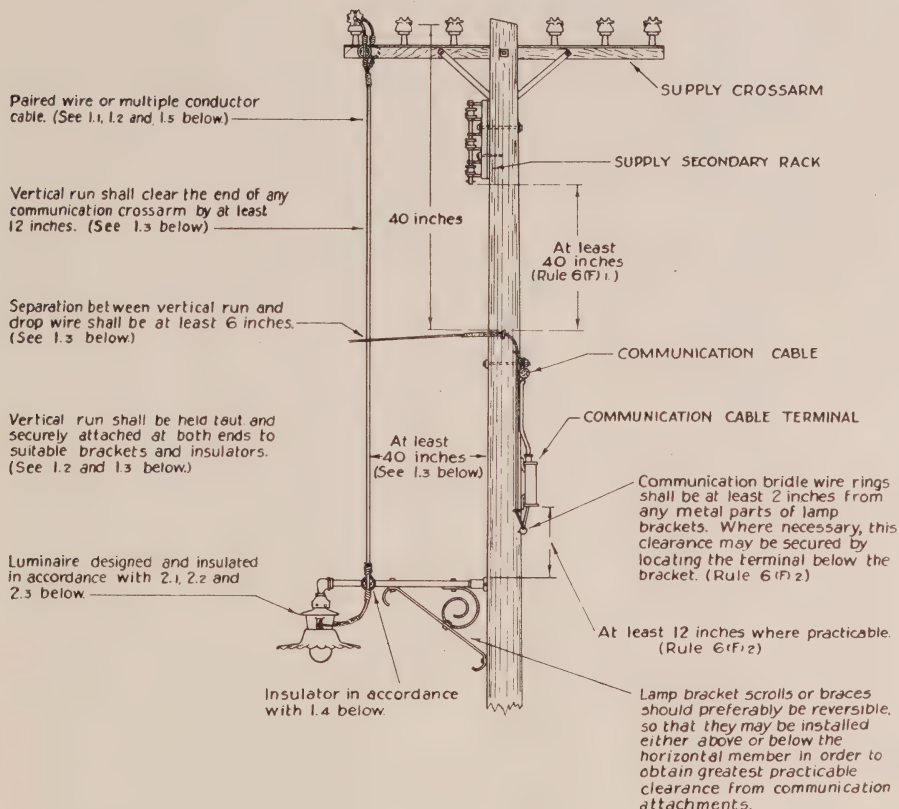 Paired wire or multiple conductor
cable. (See 1.1, 1.2 and 1.5 below.)
Vertical run shall clear the end of any
communication crossarm by at least
12 inches. (See 1.3 below)
Separation between vertical run and
drop wire shall be at least 6 inches.
(See 1.3 below.)
Vertical run shall be held taut and
securely attached at both ends to
suitable brackets and insulators.
(See 1.2 and 1.3 below.)
Luminaire designed and insulated
in accordance with 2.1, 2.2 and
2.3 below.
Insulator in accordance
with 1.4 below.
40 inches
At least
40 inches
(See 1.3 below)
At least
40 inches
(Rule 6(F)1.)
SUPPLY CROSSARM
SUPPLY SECONDARY RACK
COMMUNICATION CABLE
COMMUNICATION CABLE TERMINAL
Communication bridle wire rings
shall be at least 2 inches from
any metal parts of lamp
brackets. Where necessary, this
clearance may be secured by
locating the terminal below the
bracket. (Rule 6(F)2)
At least 12 inches where practicable.
(Rule 6(F)2)
Lamp bracket scrolls or braces
should preferably be reversible,
so that they may be installed
either above or below the
horizontal member in order to
obtain greatest practicable
clearance from communication
attachments.